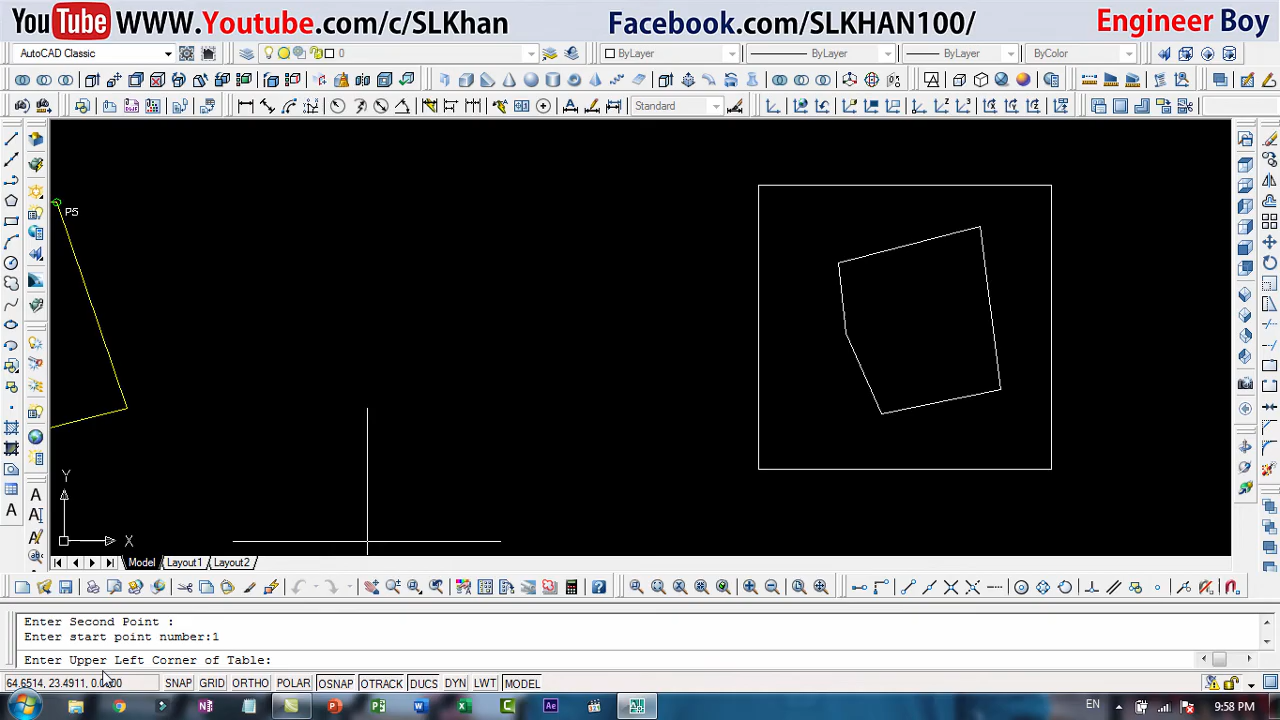 YouTube WWW.Youtube.com/c/SLKhan Facebook.com/SLKHAN100/ Engineer Boy
AutoCAD Classic 0 ByLayer ByLayer ByLayer ByColor
Standard
P5
Y
X
Model Layout1 Layout2
Enter Second Point :
Enter start point number:1
Enter Upper Left Corner of Table:
SNAP GRID ORTHO POLAR OSNAP OTRACK DUCS DYN LWT MODEL
EN 9:58 PM